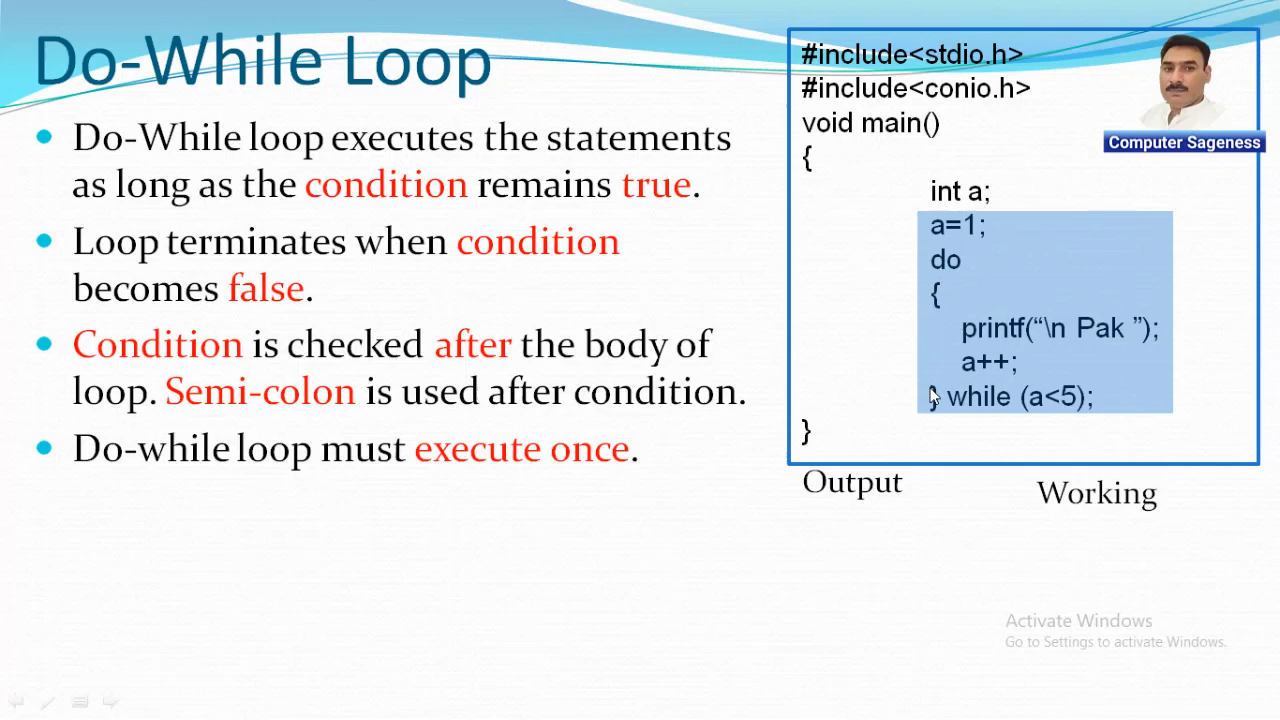 Do-While Loop
Do-While loop executes the statements
as long as the condition remains true.
Loop terminates when condition
becomes false.
Condition is checked after the body of
loop. Semi-colon is used after condition.
Do-while loop must execute once.
#include<stdio.h>
#include<conio.h>
void main()
{
int a;
a=1;
do
{
printf(“\n Pak ”);
a++;
} while (a<5);
}
Computer Sageness
Output
Working
Activate Windows
Go to Settings to activate Windows.